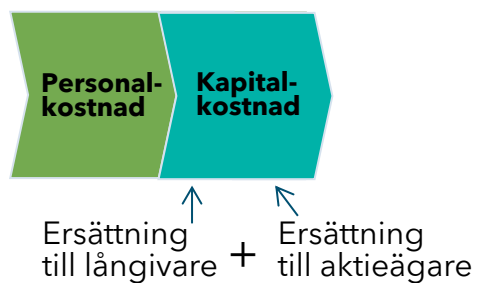 Personal-
kostnad
Kapital-
kostnad
Ersättning
till långivare
+
Ersättning
till aktieägare